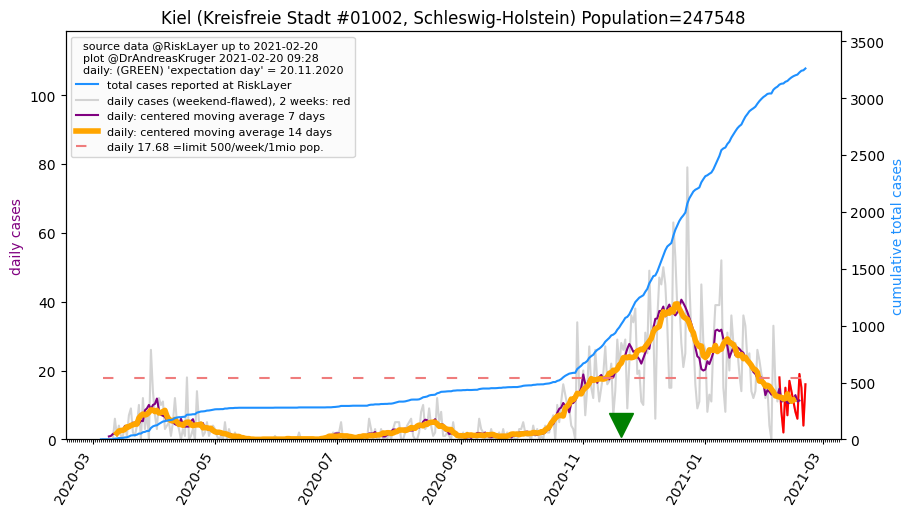 Kiel (Kreisfreie Stadt #01002, Schleswig-Holstein) Population=247548
source data @RiskLayer up to 2021-02-20
plot @DrAndreasKruger 2021-02-20 09:28
daily: (GREEN) 'expectation day' = 20.11.2020
total cases reported at RiskLayer
daily cases (weekend-flawed), 2 weeks: red
daily: centered moving average 7 days
daily: centered moving average 14 days
daily 17.68 =limit 500/week/1mio pop.
daily cases
100
80
60
40
20
0
cumulative total cases
3500
3000
2500
2000
1500
1000
500
0
2020-03
2020-05
2020-07
2020-09
2020-11
2021-01
2021-03